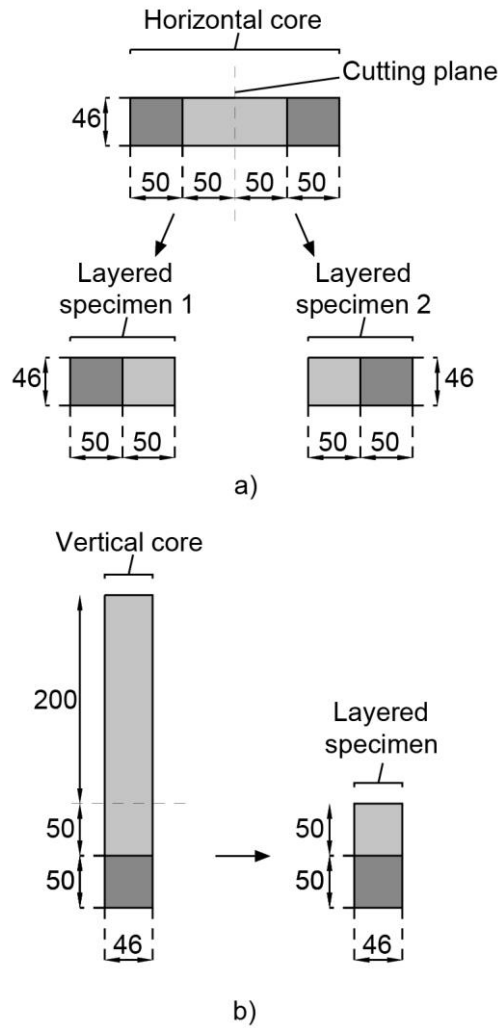 Horizontal core
Cutting plane
46
50 50 50 50
Layered specimen 1
Layered specimen 2
46
46
50 50
50 50
a)
Vertical core
200
Layered
specimen
50
50
50
50
46
46
b)